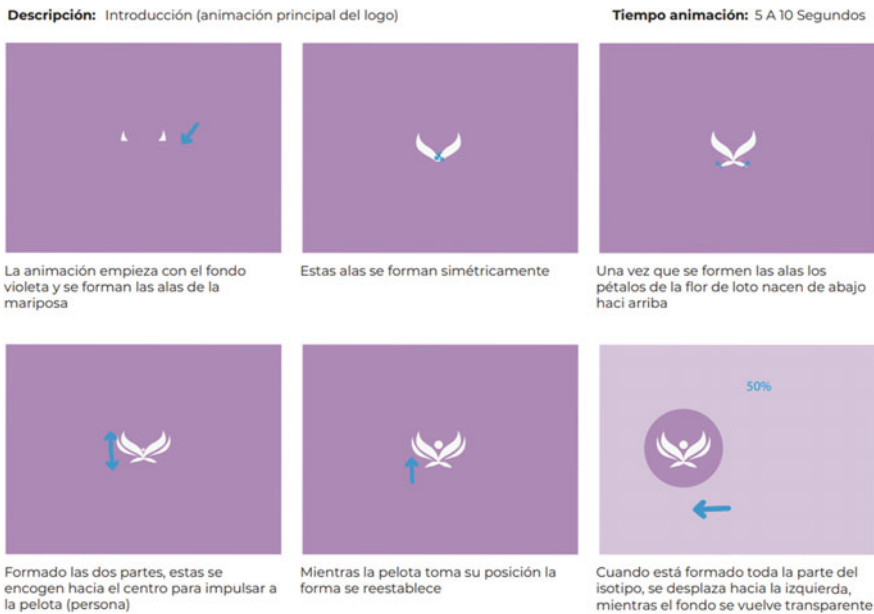 Descripción: Introducción (animación principal del logo)
Tiempo animación: 5 A 10 Segundos
La animación empieza con el fondo
violeta y se forman las alas de la
mariposa
Estas alas se forman simétricamente
Una vez que se formen las alas los
pétalos de la flor de loto nacen de abajo
haci arriba
50%
Formado las dos partes, estas se
encogen hacia el centro para impulsar a
la pelota (persona)
Mientras la pelota toma su posición la
forma se reestablece
Cuando está formado toda la parte del
isotipo, se desplaza hacia la izquierda,
mientras el fondo se vuelve transparente